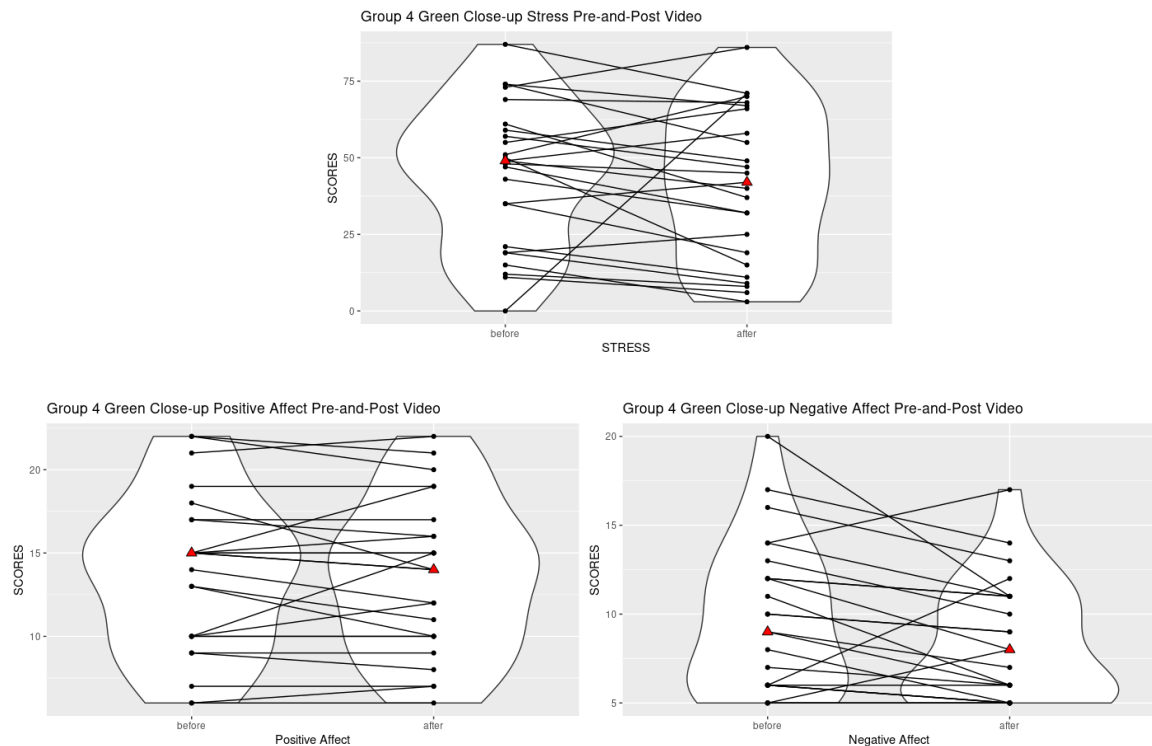 Group 4 Green Close-up Stress Pre-and-Post Video
75
50
25
0
SCORES
before
after
STRESS
Group 4 Green Close-up Positive Affect Pre-and-Post Video
20
15
10
SCORES
before
after
Positive Affect
Group 4 Green Close-up Negative Affect Pre-and-Post Video
20
15
10
5
SCORES
before
after
Negative Affect